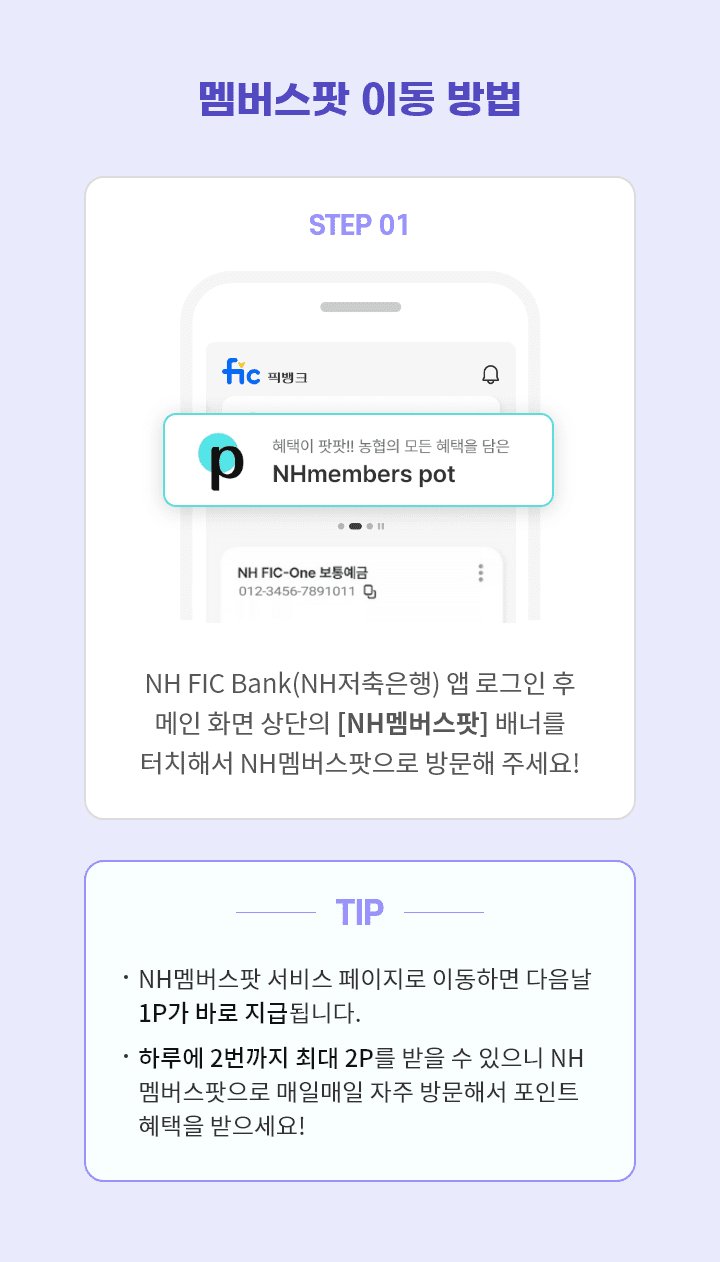 멤버스팟 이동 방법
STEP 01
fic 픽뱅크
혜택이 팟팟!! 농협의 모든 혜택을 담은
p
NHmembers pot
NH FIC-One 보통예금
012-3456-7891011
NH FIC Bank(NH저축은행) 앱 로그인 후
메인 화면 상단의 [NH멤버스팟] 배너를
터치해서 NH멤버스팟으로 방문해 주세요!
TIP
· NH멤버스팟 서비스 페이지로 이동하면 다음날
1P가 바로 지급됩니다.
· 하루에 2번까지 최대 2P를 받을 수 있으니 NH
멤버스팟으로 매일매일 자주 방문해서 포인트
혜택을 받으세요!